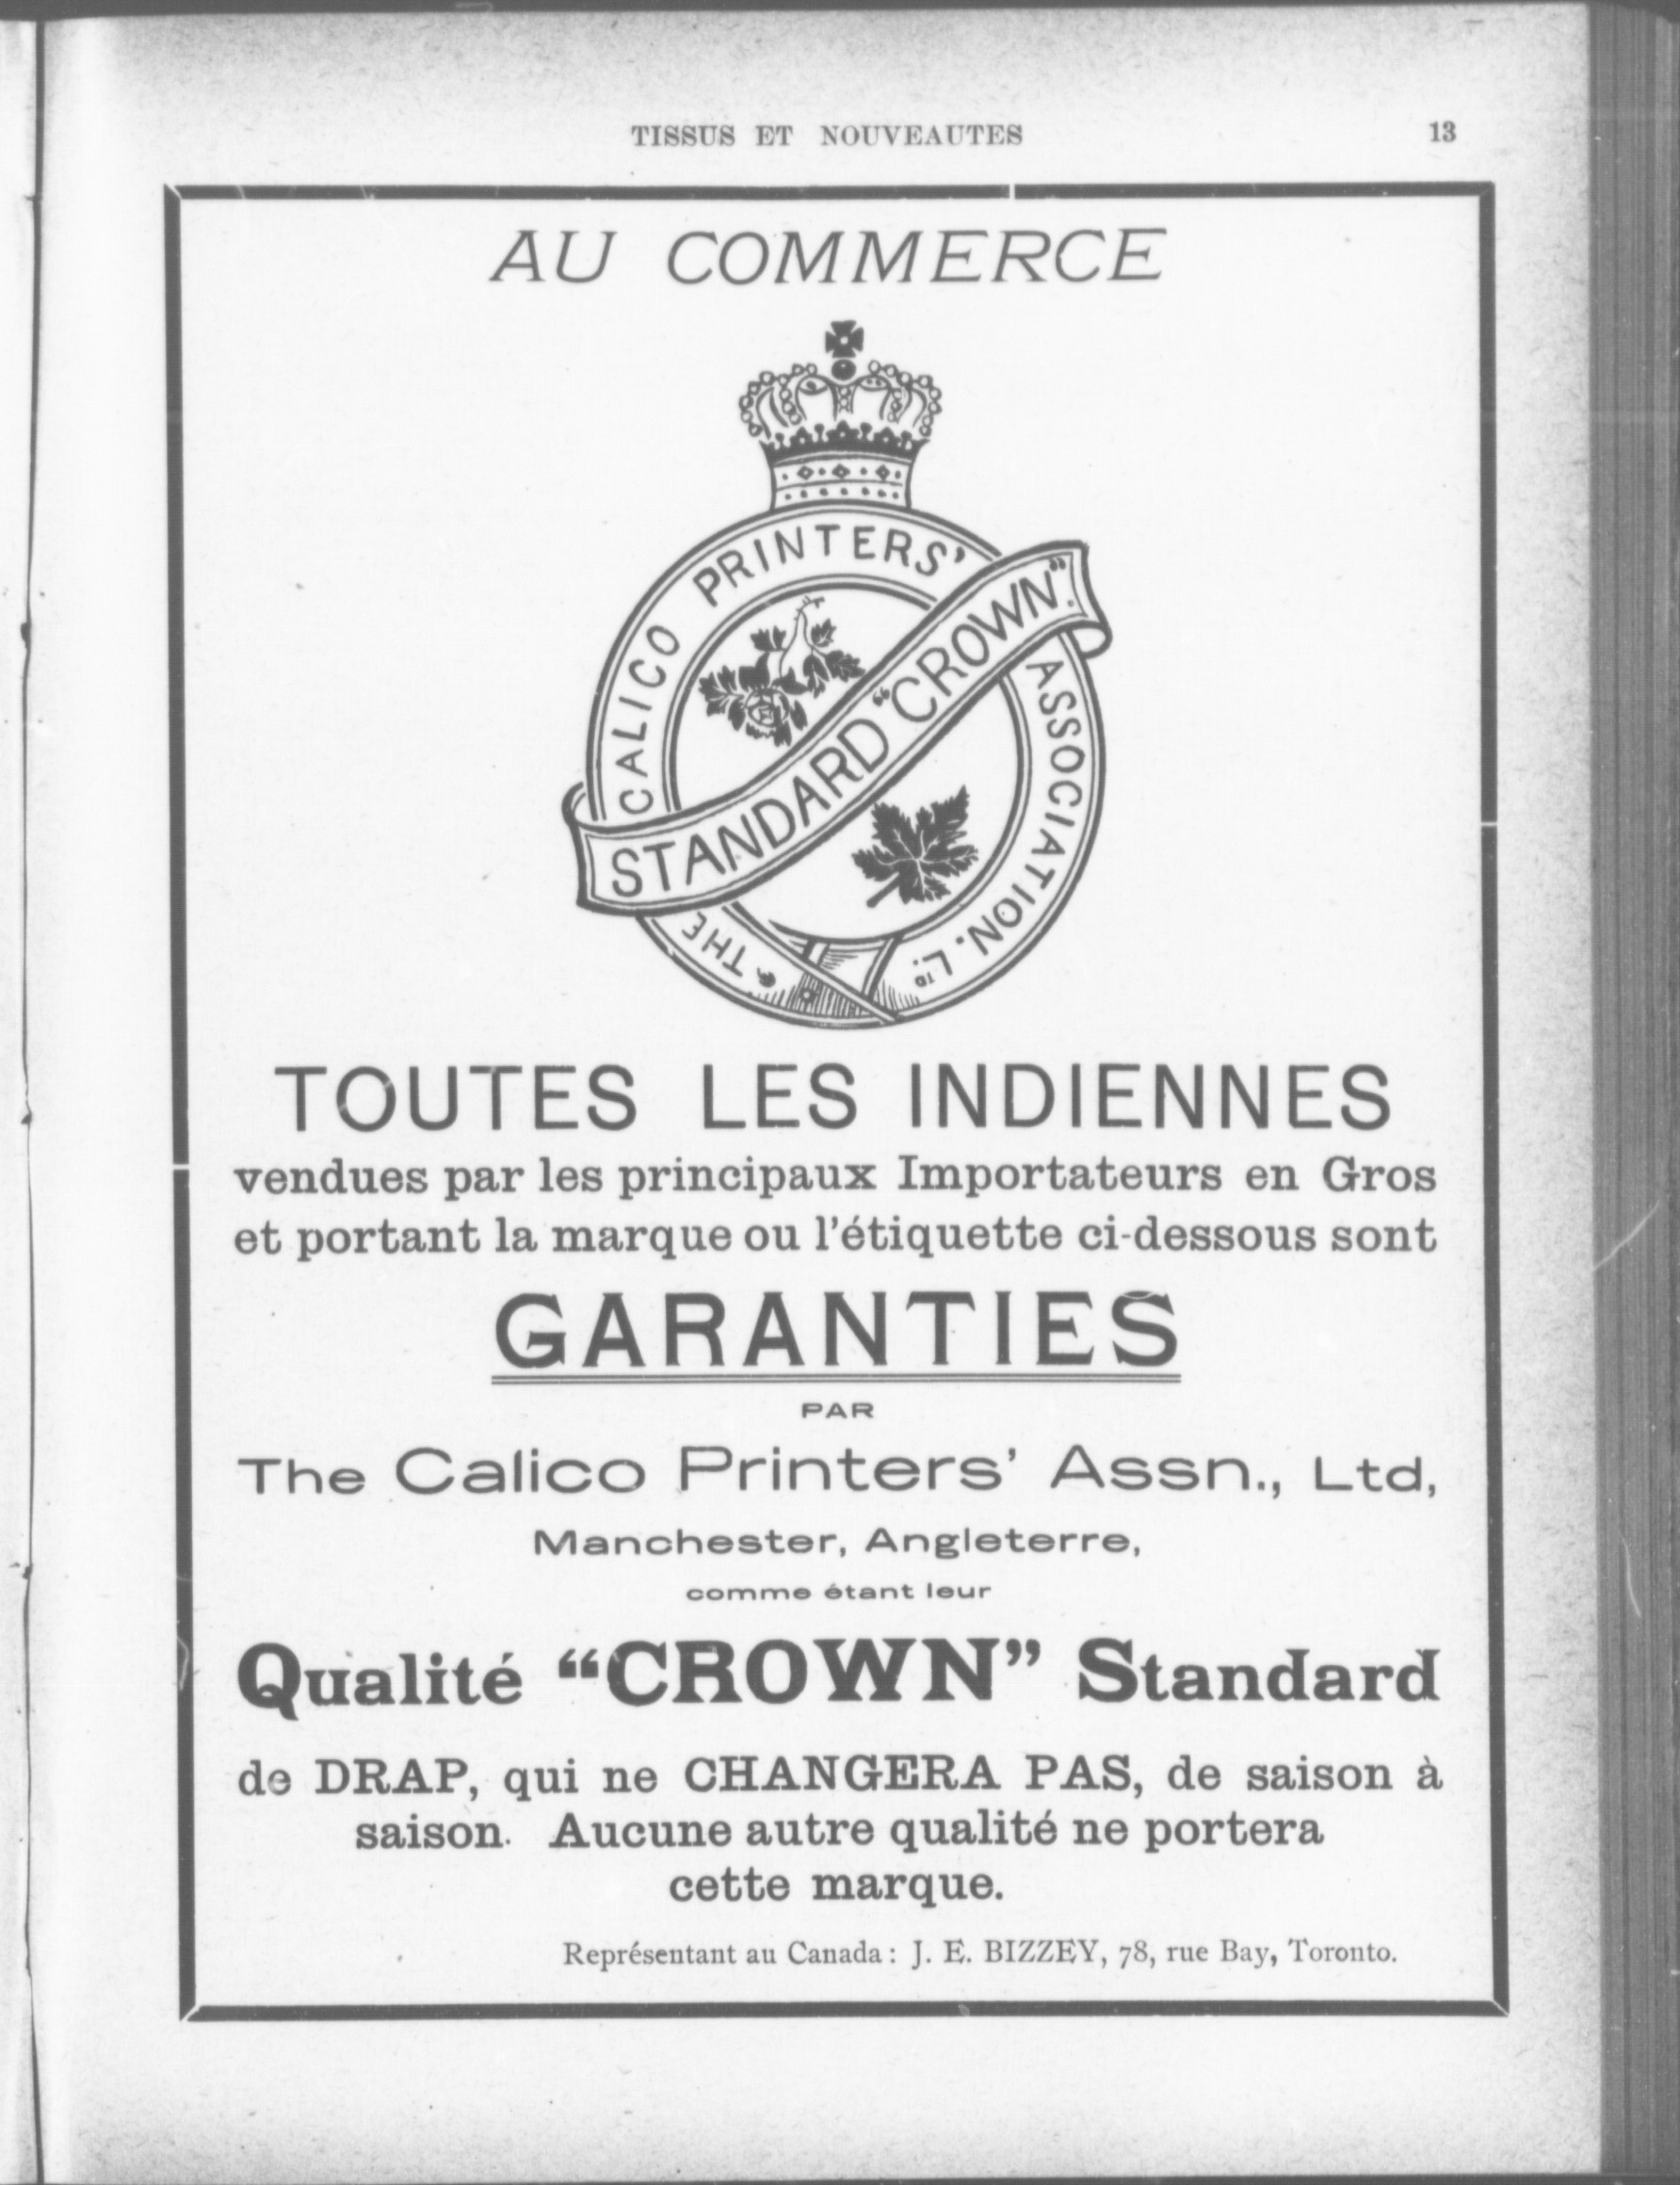 TISSUS ET NOUVEAUTES
13
AU COMMERCE
THE CALICO PRINTERS' ASSOCIATION. LTD
STANDARD "CROWN".
TOUTES LES INDIENNES
vendues par les principaux Importateurs en Gros
et portant la marque ou l'étiquette ci-dessous sont
GARANTIES
PAR
The Calico Printers' Assn., Ltd,
Manchester, Angleterre,
comme étant leur
Qualité "CROWN" Standard
de DRAP, qui ne CHANGERA PAS, de saison à
saison. Aucune autre qualité ne portera
cette marque.
Représentant au Canada: J. E. BIZZEY, 78, rue Bay, Toronto.